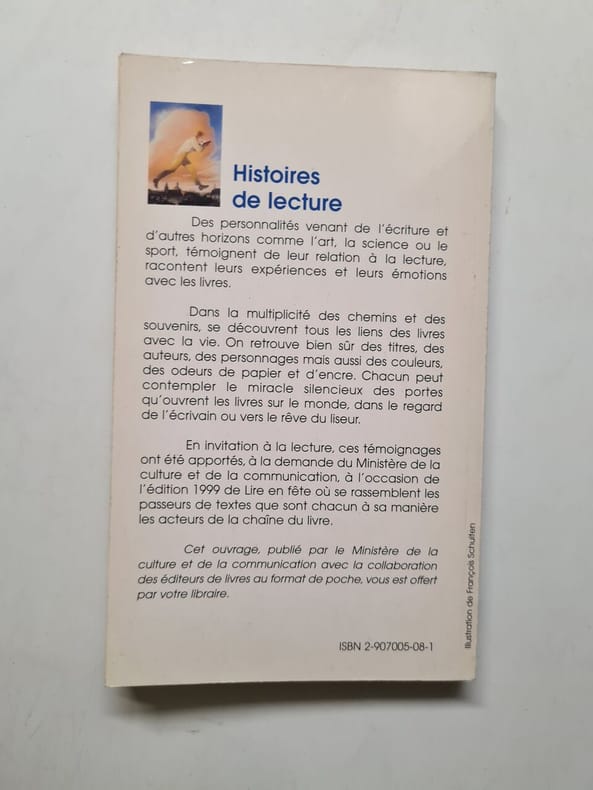 Histoires
de lecture
Des personnalités venant de l'écriture et
d'autres horizons comme l'art, la science ou le
sport, témoignent de leur relation à la lecture,
racontent leurs expériences et leurs émotions
avec les livres.
Dans la multiplicité des chemins et des
souvenirs, se découvrent tous les liens des livres
avec la vie. On retrouve bien sûr des titres, des
auteurs, des personnages mais aussi des couleurs,
des odeurs de papier et d'encre. Chacun peut
contempler le miracle silencieux des portes
qu'ouvrent les livres sur le monde, dans le regard
de l'écrivain ou vers le rêve du liseur.
En invitation à la lecture, ces témoignages
ont été apportés, à la demande du Ministère de la
culture et de la communication, à l'occasion de
l'édition 1999 de Lire en fête où se rassemblent les
passeurs de textes que sont chacun à sa manière
les acteurs de la chaîne du livre.
Cet ouvrage, publié par le Ministère de la
culture et de la communication avec la collaboration
des éditeurs de livres au format de poche, vous est offert
par votre libraire.
ISBN 2-907005-08-1
Illustration de François Schuiten